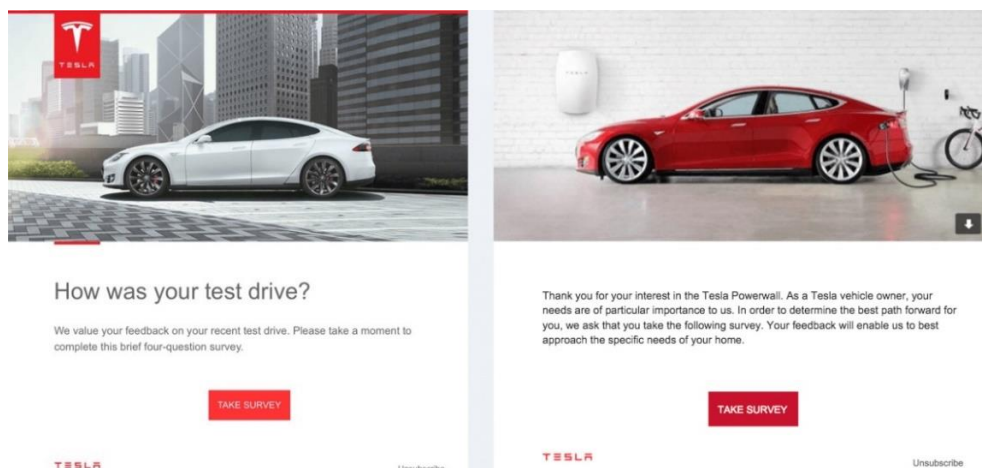 TESLA
How was your test drive?
We value your feedback on your recent test drive. Please take a moment to
complete this brief four-question survey.
TAKE SURVEY
TESLA
Unsubscribe
TESLA
Thank you for your interest in the Tesla Powerwall. As a Tesla vehicle owner, your
needs are of particular importance to us. In order to determine the best path forward for
you, we ask that you take the following survey. Your feedback will enable us to best
approach the specific needs of your home.
TAKE SURVEY
TESLA
Unsubscribe